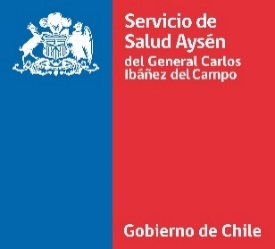 Servicio de
Salud Aysén
del General Carlos
Ibáñez del Campo
Gobierno de Chile